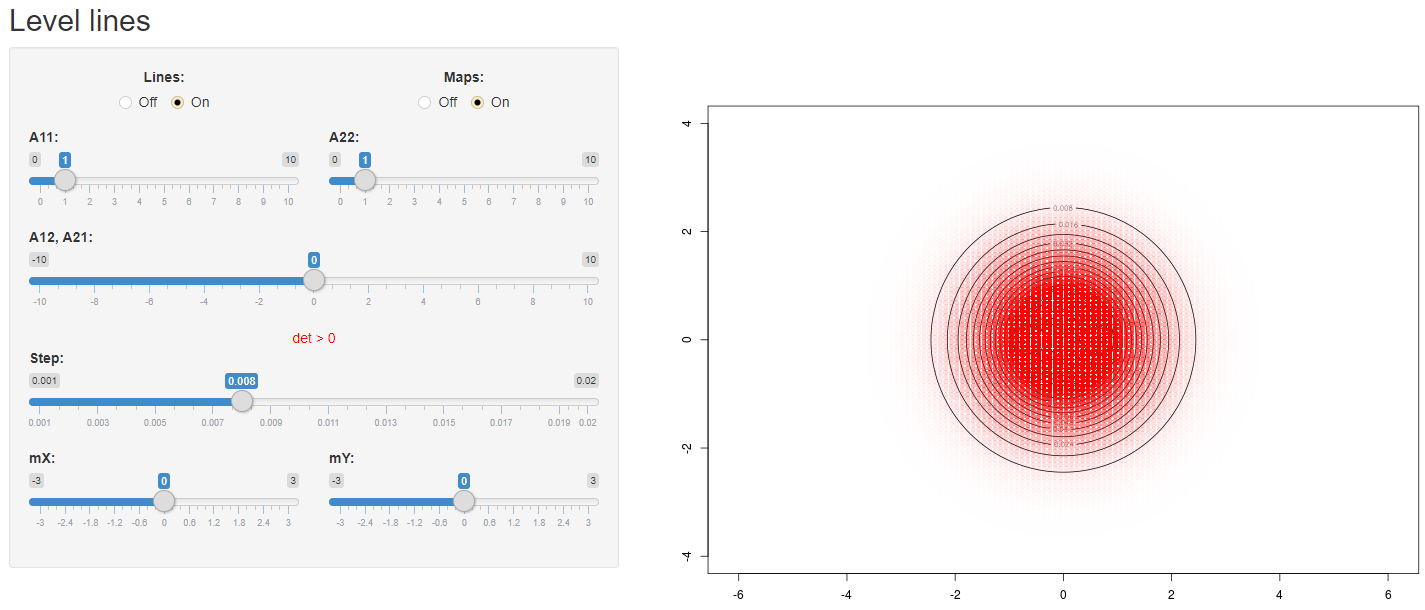 Level lines
Lines: Maps:
Off On Off On
A11: A22:
0 1 10 0 1 10
0 1 2 3 4 5 6 7 8 9 10 0 1 2 3 4 5 6 7 8 9 10
A12, A21:
-10 0 10
-10 -8 -6 -4 -2 0 2 4 6 8 10
det > 0
Step:
0.001 0.008 0.02
0.001 0.003 0.005 0.007 0.009 0.011 0.013 0.015 0.017 0.019 0.02
mX: mY:
-3 0 3 -3 0 3
-3 -2.4 -1.8 -1.2 -0.6 0 0.6 1.2 1.8 2.4 3 -3 -2.4 -1.8 -1.2 -0.6 0 0.6 1.2 1.8 2.4 3
4
2
0
-2
-4
0.008
0.016
0.024
-6 -4 -2 0 2 4 6